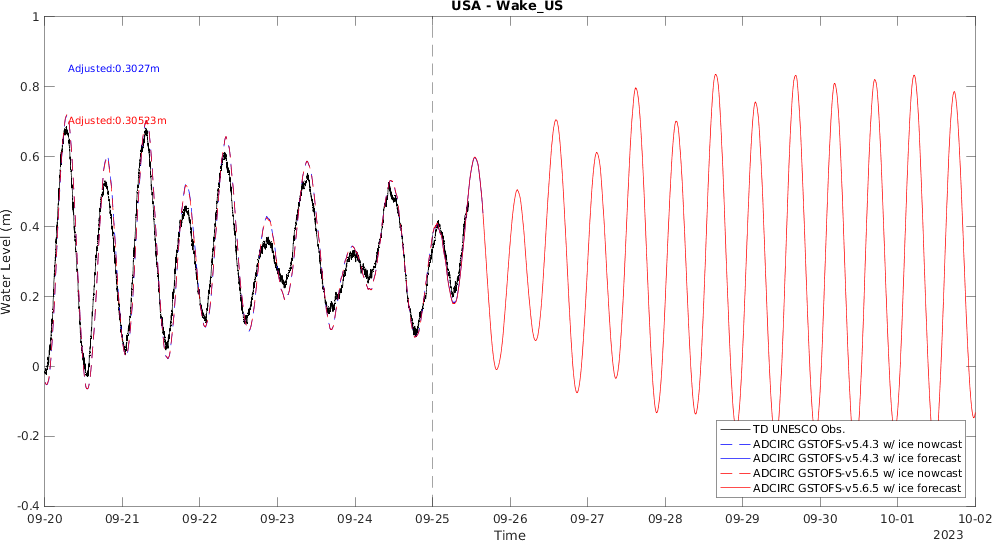 USA - Wake_US
Adjusted:0.3027m
Adjusted:0.30523m
Water Level (m)
1
0.8
0.6
0.4
0.2
0
-0.2
-0.4
TD UNESCO Obs.
ADCIRC GSTOFS-v5.4.3 w/ ice nowcast
ADCIRC GSTOFS-v5.4.3 w/ ice forecast
ADCIRC GSTOFS-v5.6.5 w/ ice nowcast
ADCIRC GSTOFS-v5.6.5 w/ ice forecast
09-20 09-21 09-22 09-23 09-24 09-25 09-26 09-27 09-28 09-29 09-30 10-01 10-02
Time
2023